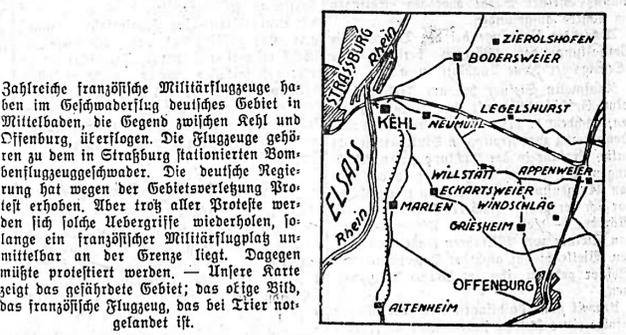 Zahlreiche französische Militärflugzeuge ha-
ben im Geschwaderflug deutsches Gebiet in
Mittelbaden, die Gegend zwischen Kehl und
Offenburg, überflogen. Die Flugzeuge gehö-
ren zu dem in Straßburg stationierten Bom-
benflugzeuggeschwader. Die deutsche Regie-
rung hat wegen der Gebietsverletzung Pro-
test erhoben. Aber trotz aller Proteste wer-
den sich solche Uebergriffe wiederholen, so-
lange ein französischer Militärflugplatz un-
mittelbar an der Grenze liegt. Dagegen
müßte protestiert werden. — Unsere Karte
zeigt das gefährdete Gebiet; das obige Bild,
das französische Flugzeug, das bei Trier not-
gelandet ist.
STRASSBURG
Rhein
ZIEROLSHOFEN
BODERSWEIER
LEGELSHURST
KEHL
NEUMÜHL
ELSASS
WILLSTÄTT
APPENWEIER
ECKARTSWEIER
MARLEN
WINDSCHLÄG
GRIESHEIM
Rhein
OFFENBURG
ALTENHEIM